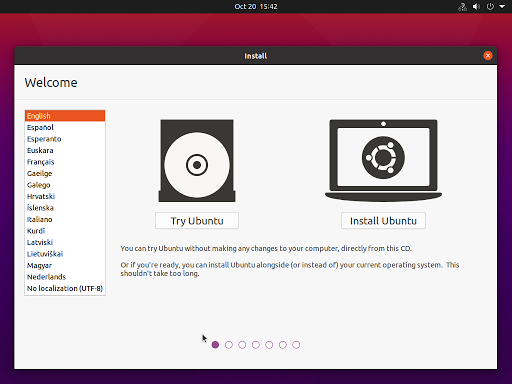 Oct 20 15:42
Install
Welcome
English
Español
Esperanto
Euskara
Français
Gaeilge
Galego
Hrvatski
Íslenska
Italiano
Kurdî
Latviski
Lietuviškai
Magyar
Nederlands
No localization (UTF-8)
Try Ubuntu
Install Ubuntu
You can try Ubuntu without making any changes to your computer, directly from this CD.
Or if you're ready, you can install Ubuntu alongside (or instead of) your current operating system. This
shouldn't take too long.